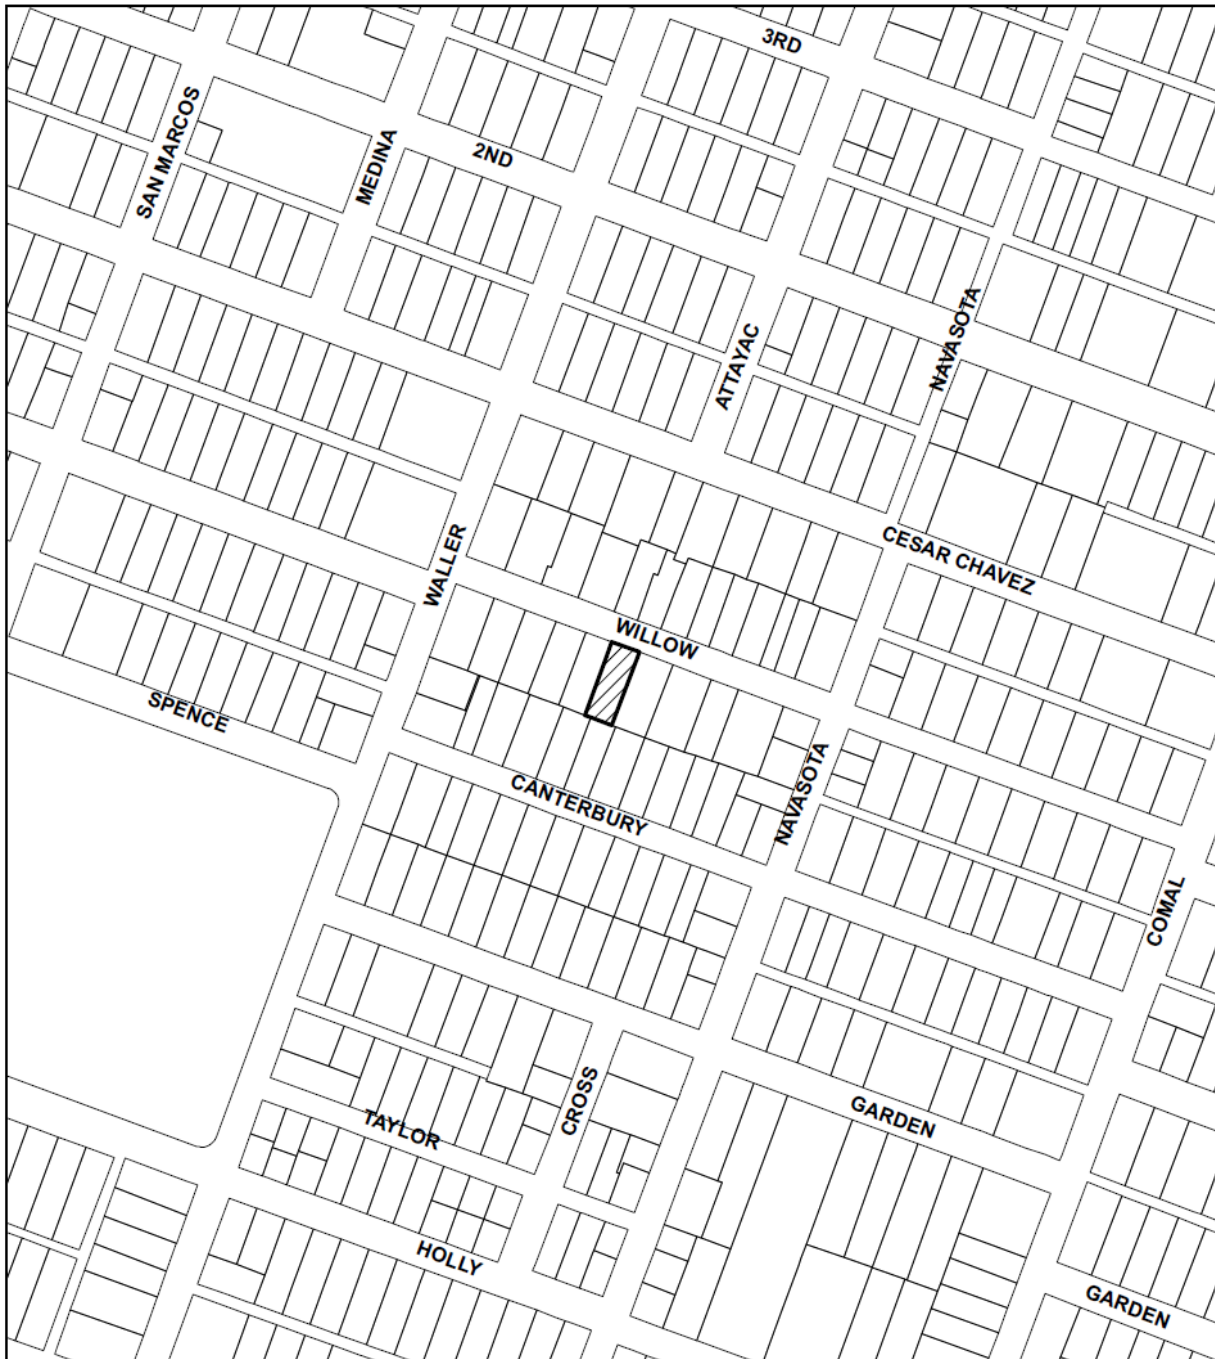 3RD
SAN MARCOS
MEDINA
2ND
NAVASOTA
ATTAYAC
WALLER
CESAR CHAVEZ
WILLOW
SPENCE
CANTERBURY
NAVASOTA
COMAL
CROSS
TAYLOR
GARDEN
HOLLY
GARDEN